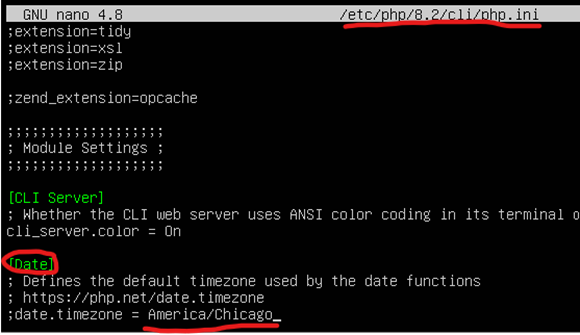 GNU nano 4.8 /etc/php/8.2/cli/php.ini
;extension=tidy
;extension=xsl
;extension=zip
;zend_extension=opcache
;;;;;;;;;;;;;;;;;;;
; Module Settings ;
;;;;;;;;;;;;;;;;;;;
[CLI Server]
; Whether the CLI web server uses ANSI color coding in its terminal o
cli_server.color = On
[Date]
; Defines the default timezone used by the date functions
; https://php.net/date.timezone
;date.timezone = America/Chicago_